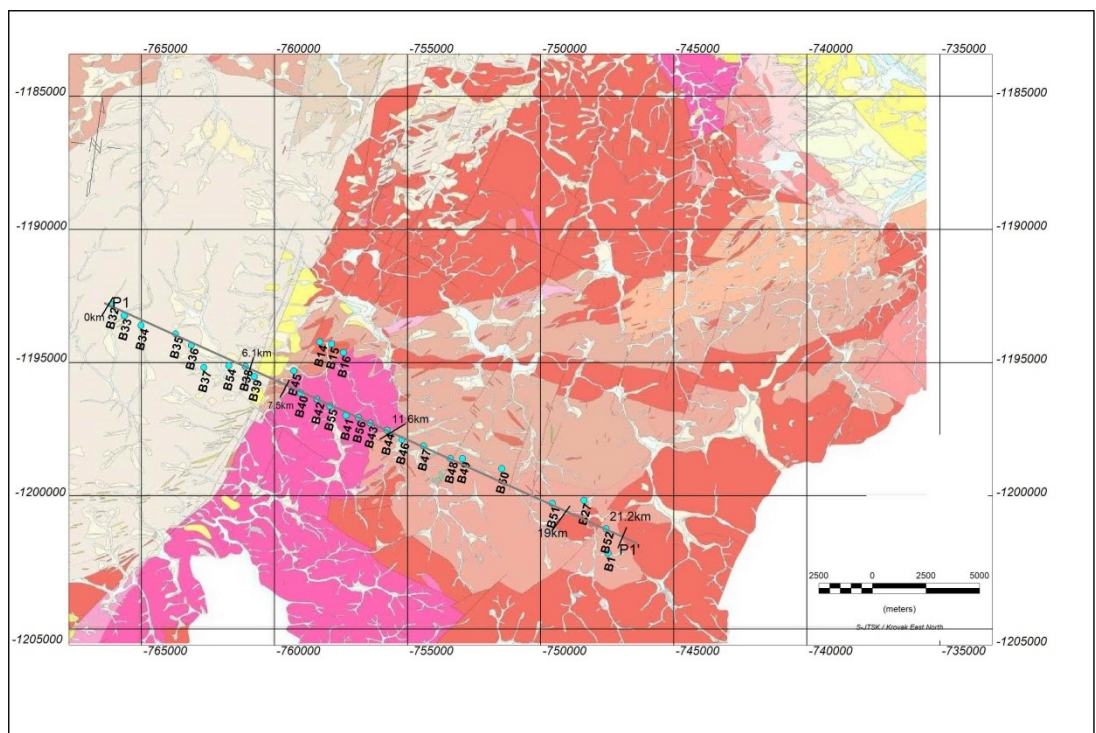 -765000 -760000 -755000 -750000 -745000 -740000 -735000
-1185000 -1185000
-1190000 -1190000
P1
0km
B32
B33
B34
B35
B36
B37
B54
B38
6.1km
B39
B14
B15
B16
-1195000 -1195000
7.5km
B45
B40
B42
B55
B41
B56
B43
11.6km
B44
B46
B47
B48
B49
B50
-1200000 -1200000
B51
19km
B27
21.2km
B52
P1'
B1
2500 0 2500 5000
(meters)
S-JTSK / Krovak East North
-1205000 -1205000
-765000 -760000 -755000 -750000 -745000 -740000 -735000